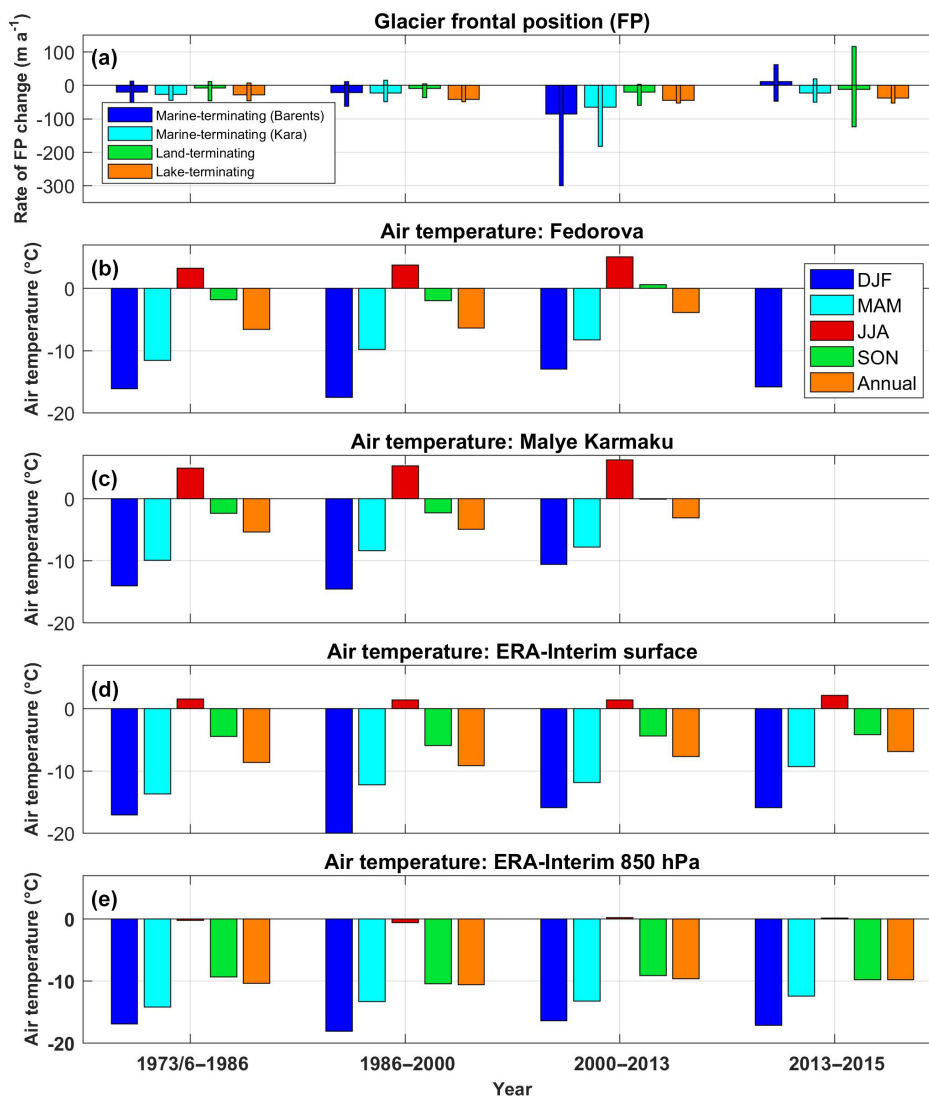 Glacier frontal position (FP)
(a)
Rate of FP change (m a⁻¹)
100
0
-100
-200
-300
Marine-terminating (Barents)
Marine-terminating (Kara)
Land-terminating
Lake-terminating
Air temperature: Fedorova
(b)
Air temperature (°C)
0
-10
-20
DJF
MAM
JJA
SON
Annual
Air temperature: Malye Karmaku
(c)
Air temperature (°C)
0
-10
-20
Air temperature: ERA-Interim surface
(d)
Air temperature (°C)
0
-10
-20
Air temperature: ERA-Interim 850 hPa
(e)
Air temperature (°C)
0
-10
-20
1973/6–1986
1986–2000
2000–2013
2013–2015
Year